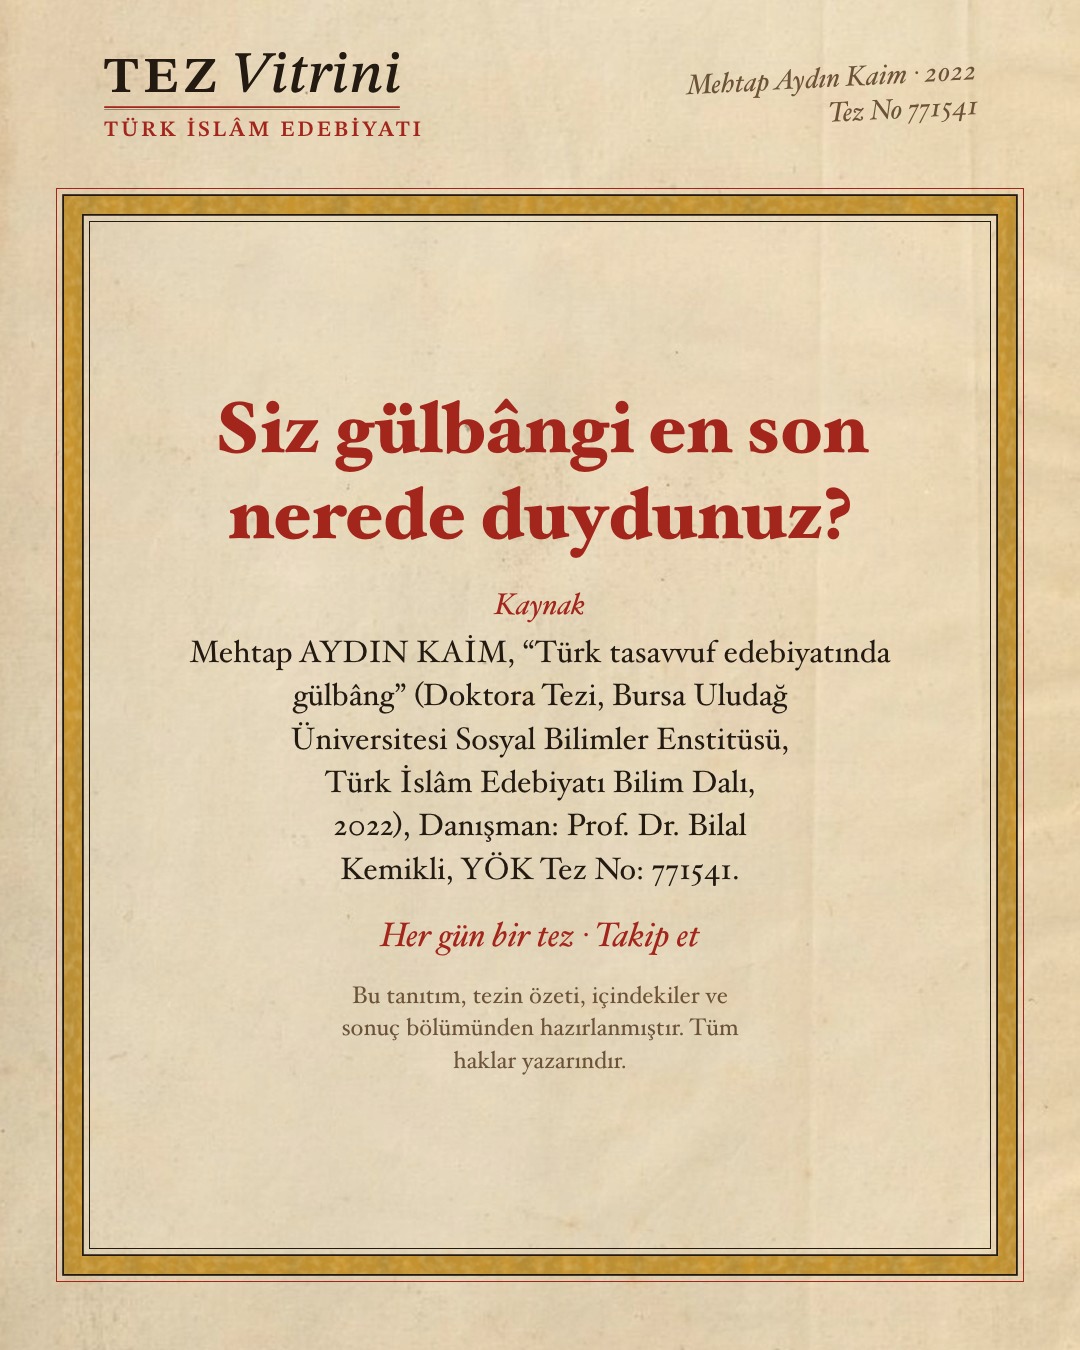 TEZ Vitrini
TÜRK İSLÂM EDEBİYATI
Mehtap Aydın Kaim · 2022
Tez No 771541
Siz gülbângi en son
nerede duydunuz?
Kaynak
Mehtap AYDIN KAİM, “Türk tasavvuf edebiyatında
gülbâng” (Doktora Tezi, Bursa Uludağ
Üniversitesi Sosyal Bilimler Enstitüsü,
Türk İslâm Edebiyatı Bilim Dalı,
2022), Danışman: Prof. Dr. Bilal
Kemikli, YÖK Tez No: 771541.
Her gün bir tez · Takip et
Bu tanıtım, tezin özeti, içindekiler ve
sonuç bölümünden hazırlanmıştır. Tüm
haklar yazarındır.